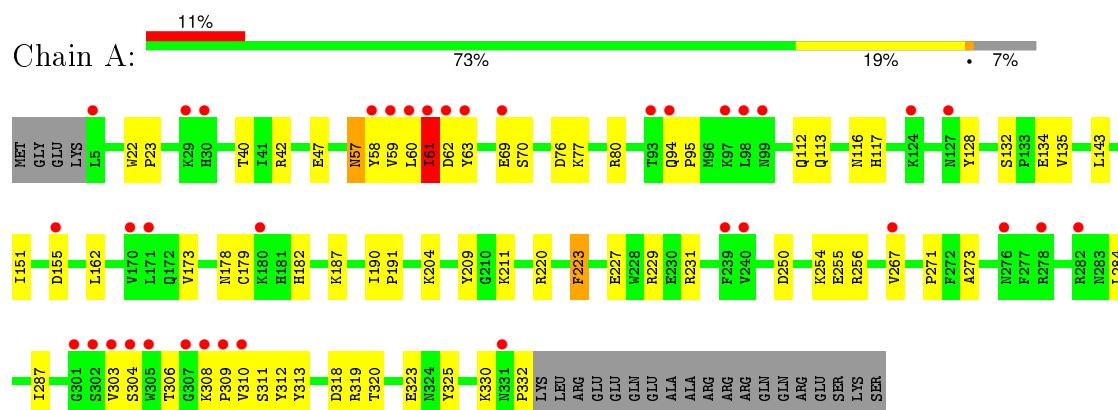 11%
Chain A:
73% 19% • 7%
MET GLY GLU LYS L5 W22 P23 K29 H30 T40 I41 R42 E47 N57 Y58 V59 L60 I61 D62 Y63 E69 S70 D76 K77 R80 T93 Q94 P95 M96 K97 L98 N99 Q112 Q113 N116 H117 K124 N127 Y128 S132 P133 E134 V135 L143
I151 D155 L162 V170 L171 Q172 V173 N178 C179 K180 H181 H182 K187 I190 P191 K204 Y209 G210 K211 R220 F223 E227 W228 R229 E230 R231 F239 V240 D250 K254 E255 R256 V267 P271 F272 A273 N276 F277 R278 R282 N283 L284
I287 G301 S302 V303 S304 W305 T306 G307 K308 P309 V310 S311 Y312 Y313 D318 R319 T320 E323 N324 Y325 K330 N331 P332 LYS LEU ARG GLU GLU GLN GLU ALA ALA ARG ARG ARG GLN GLN ARG GLU SER LYS SER